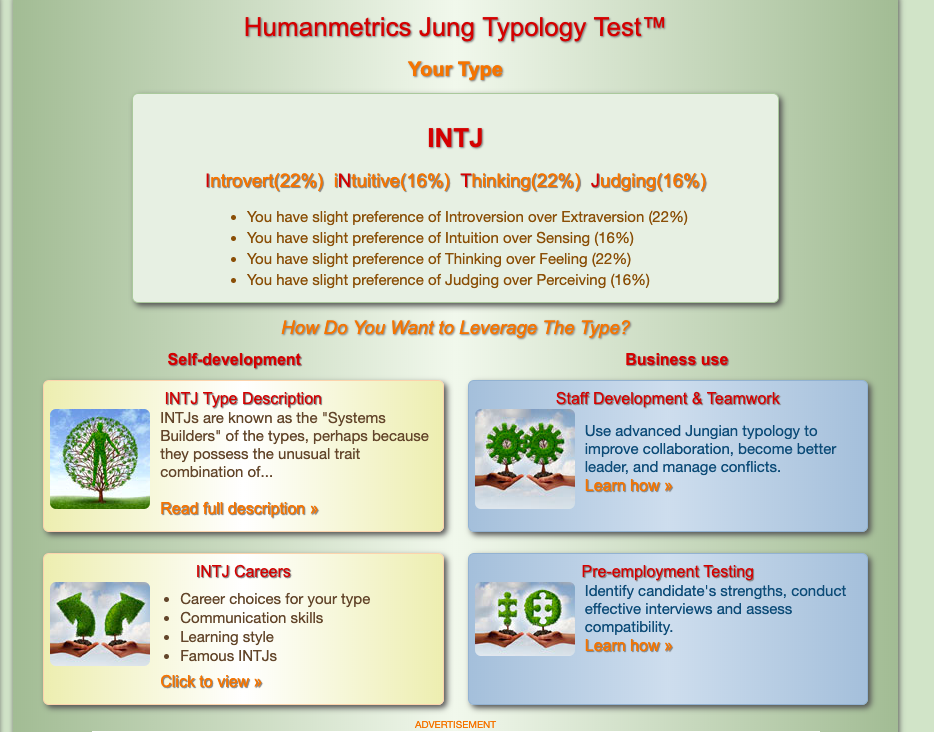 Humanmetrics Jung Typology Test™
Your Type
INTJ
Introvert(22%) iNtuitive(16%) Thinking(22%) Judging(16%)
• You have slight preference of Introversion over Extraversion (22%)
• You have slight preference of Intuition over Sensing (16%)
• You have slight preference of Thinking over Feeling (22%)
• You have slight preference of Judging over Perceiving (16%)
How Do You Want to Leverage The Type?
Self-development
INTJ Type Description
INTJs are known as the "Systems
Builders" of the types, perhaps because
they possess the unusual trait
combination of...
Read full description »
INTJ Careers
• Career choices for your type
• Communication skills
• Learning style
• Famous INTJs
Click to view »
Business use
Staff Development & Teamwork
Use advanced Jungian typology to
improve collaboration, become better
leader, and manage conflicts.
Learn how »
Pre-employment Testing
Identify candidate's strengths, conduct
effective interviews and assess
compatibility.
Learn how »
ADVERTISEMENT